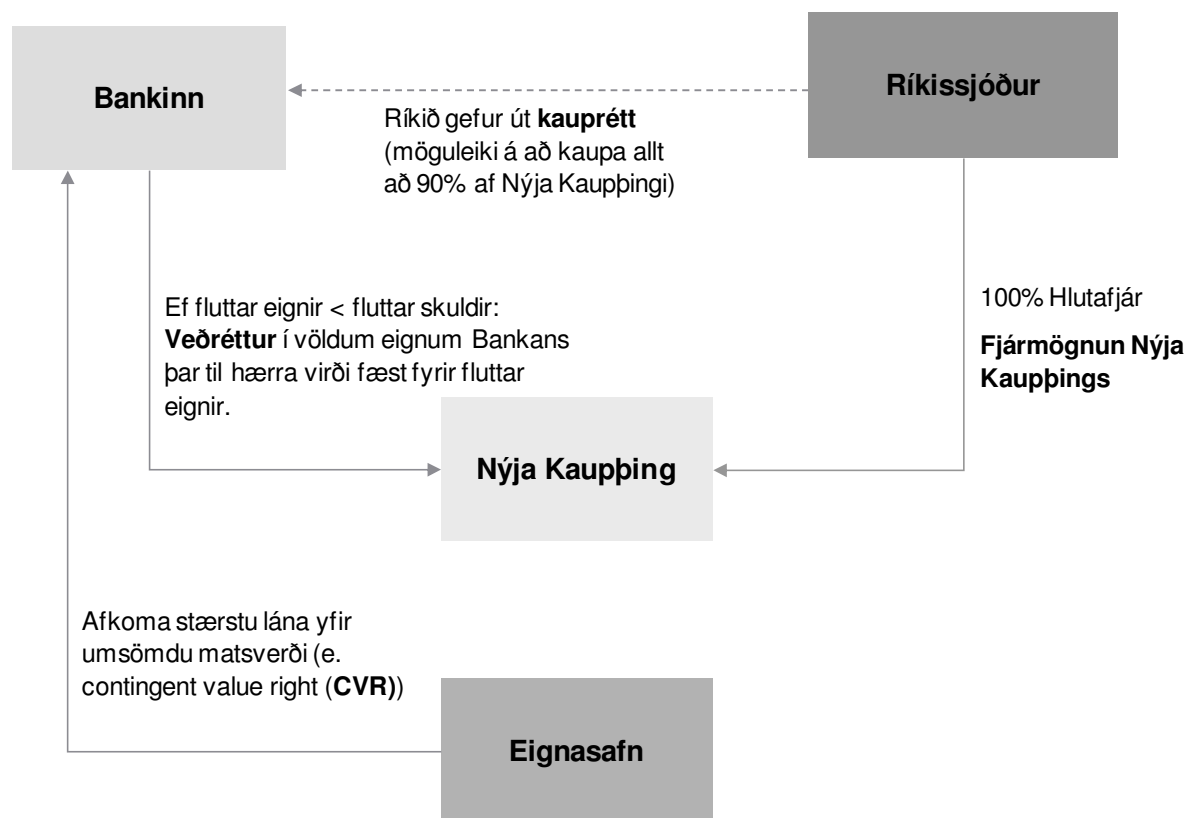 Bankinn
Ríkissjóður
Ríkið gefur út kauprétt
(möguleiki á að kaupa allt
að 90% af Nýja Kaupþingi)
Ef fluttar eignir < fluttar skuldir:
Veðréttur í völdum eignum Bankans
þar til hærra virði fæst fyrir fluttar
eignir.
100% Hlutafjár
Fjármögnun Nýja
Kaupþings
Nýja Kaupþing
Afkoma stærstu lána yfir
umsömdu matsverði (e.
contingent value right (CVR))
Eignasafn